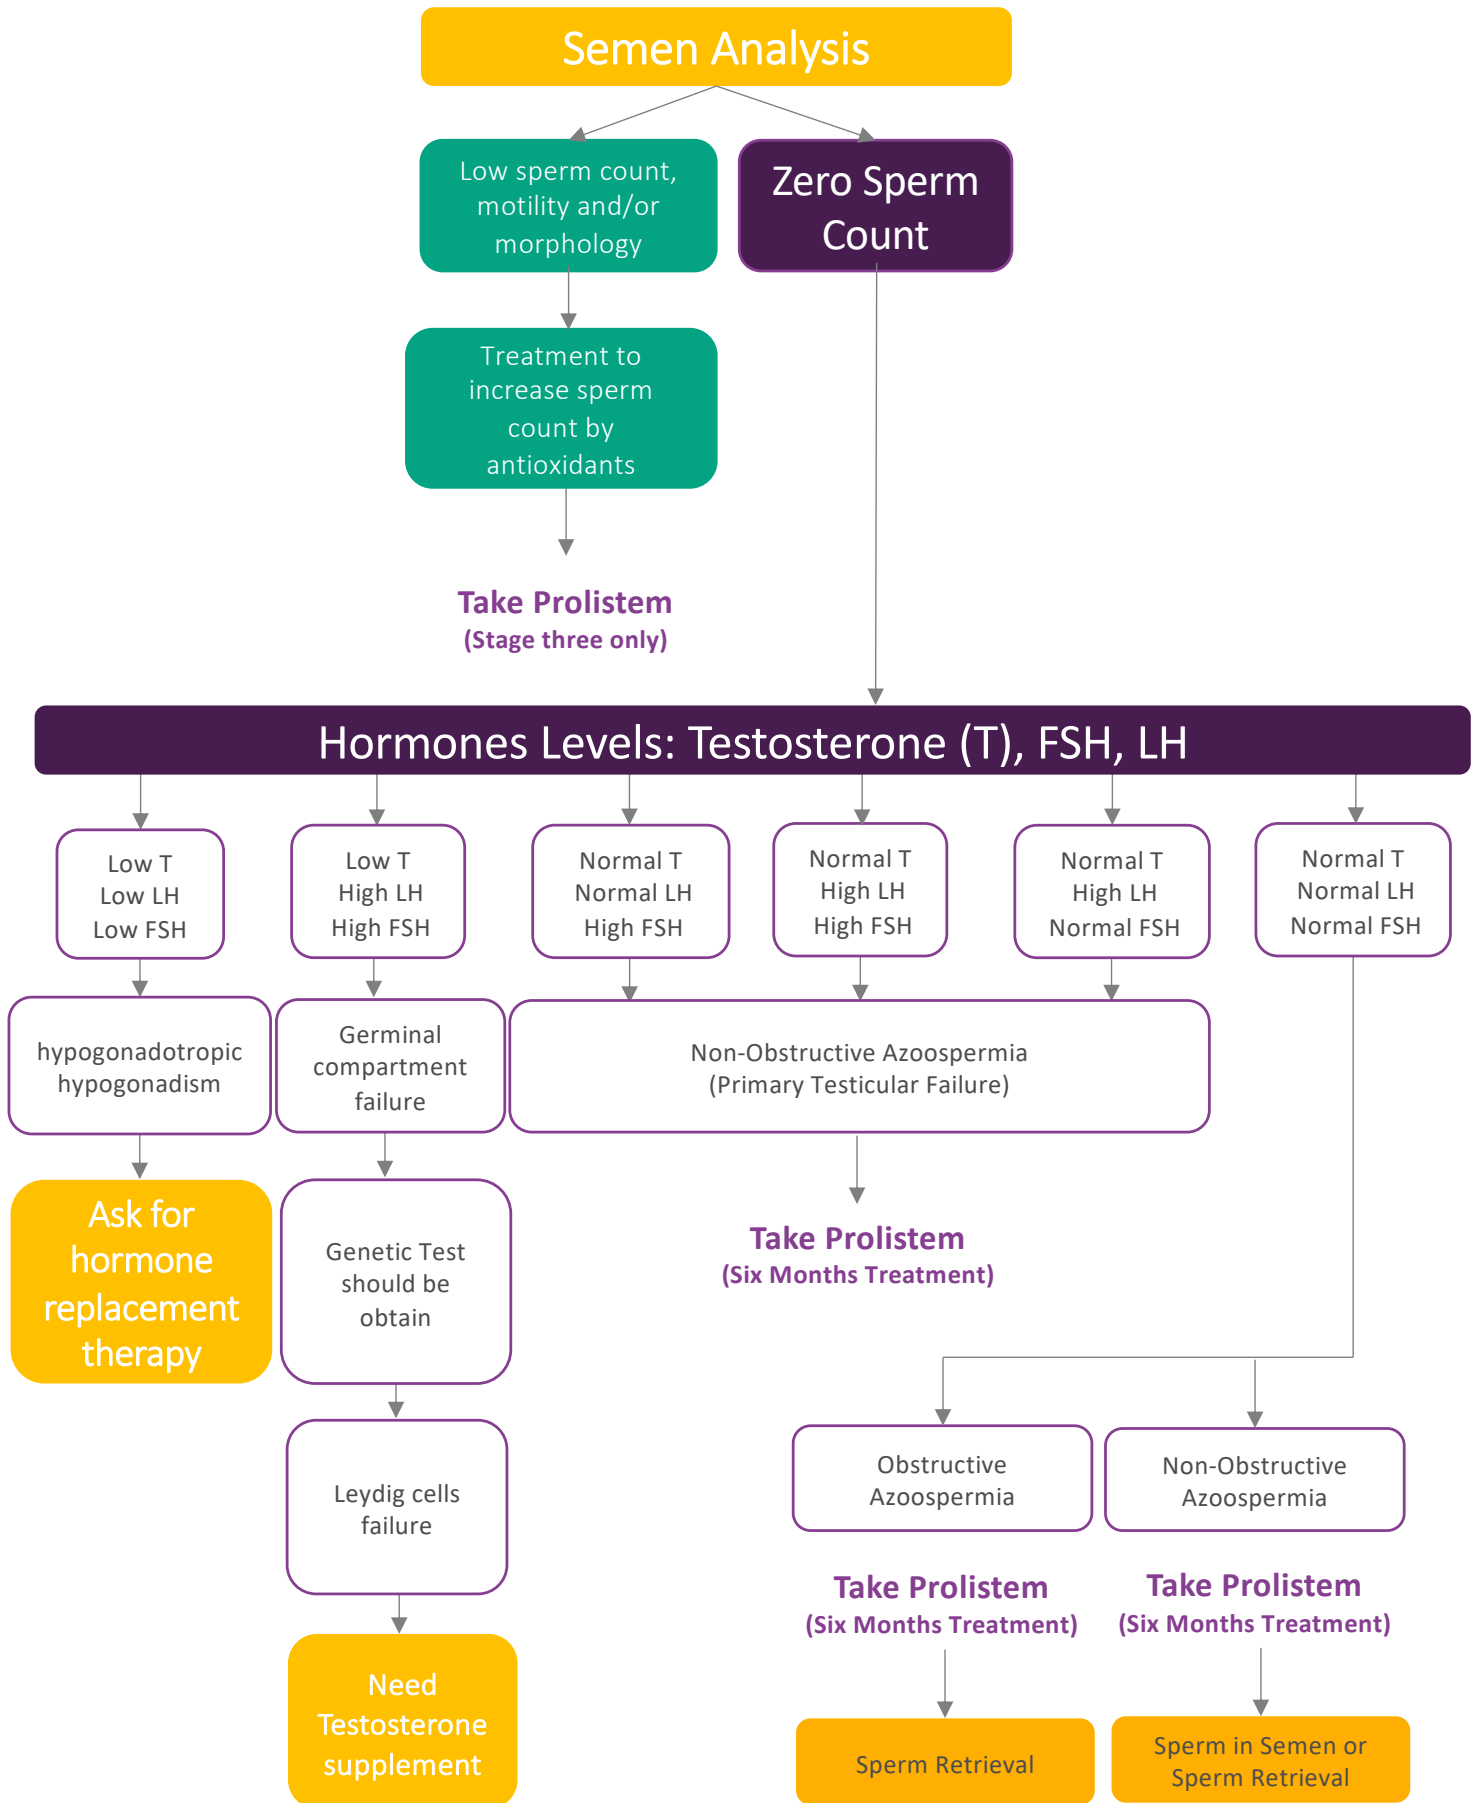 Semen Analysis
Low sperm count,
motility and/or
morphology
Zero Sperm
Count
Treatment to
increase sperm
count by
antioxidants
Take Prolistem
(Stage three only)
Hormones Levels: Testosterone (T), FSH, LH
Low T
Low LH
Low FSH
Low T
High LH
High FSH
Normal T
Normal LH
High FSH
Normal T
High LH
High FSH
Normal T
High LH
Normal FSH
Normal T
Normal LH
Normal FSH
hypogonadotropic
hypogonadism
Germinal
compartment
failure
Non-Obstructive Azoospermia
(Primary Testicular Failure)
Ask for
hormone
replacement
therapy
Genetic Test
should be
obtain
Take Prolistem
(Six Months Treatment)
Leydig cells
failure
Obstructive
Azoospermia
Non-Obstructive
Azoospermia
Take Prolistem
(Six Months Treatment)
Take Prolistem
(Six Months Treatment)
Need
Testosterone
supplement
Sperm Retrieval
Sperm in Semen or
Sperm Retrieval